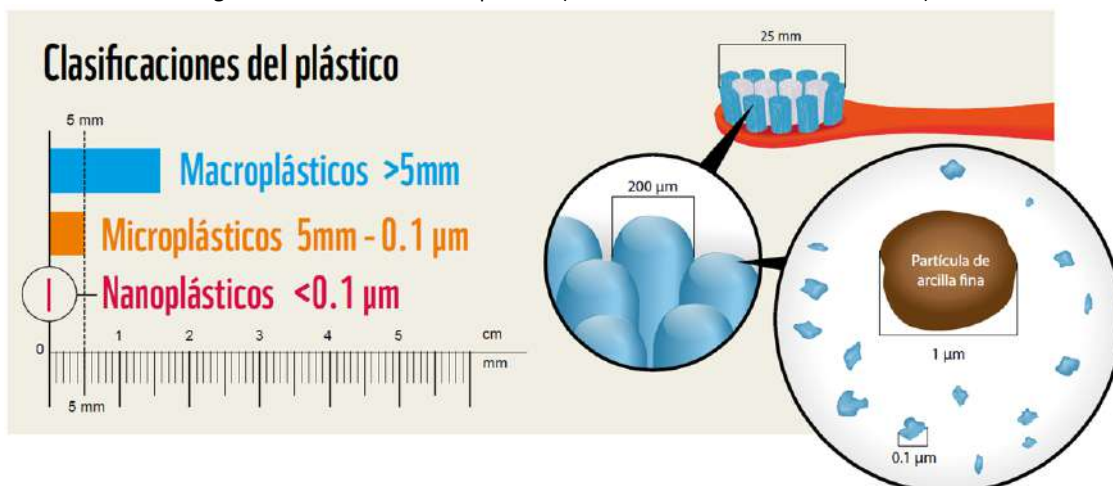 Clasificaciones del plástico
5 mm
Macroplásticos >5mm
Microplásticos 5mm - 0.1 µm
Nanoplásticos <0.1 µm
0 1 2 3 4 5 cm
mm
5 mm
25 mm
200 µm
Partícula de
arcilla fina
1 µm
0.1 µm